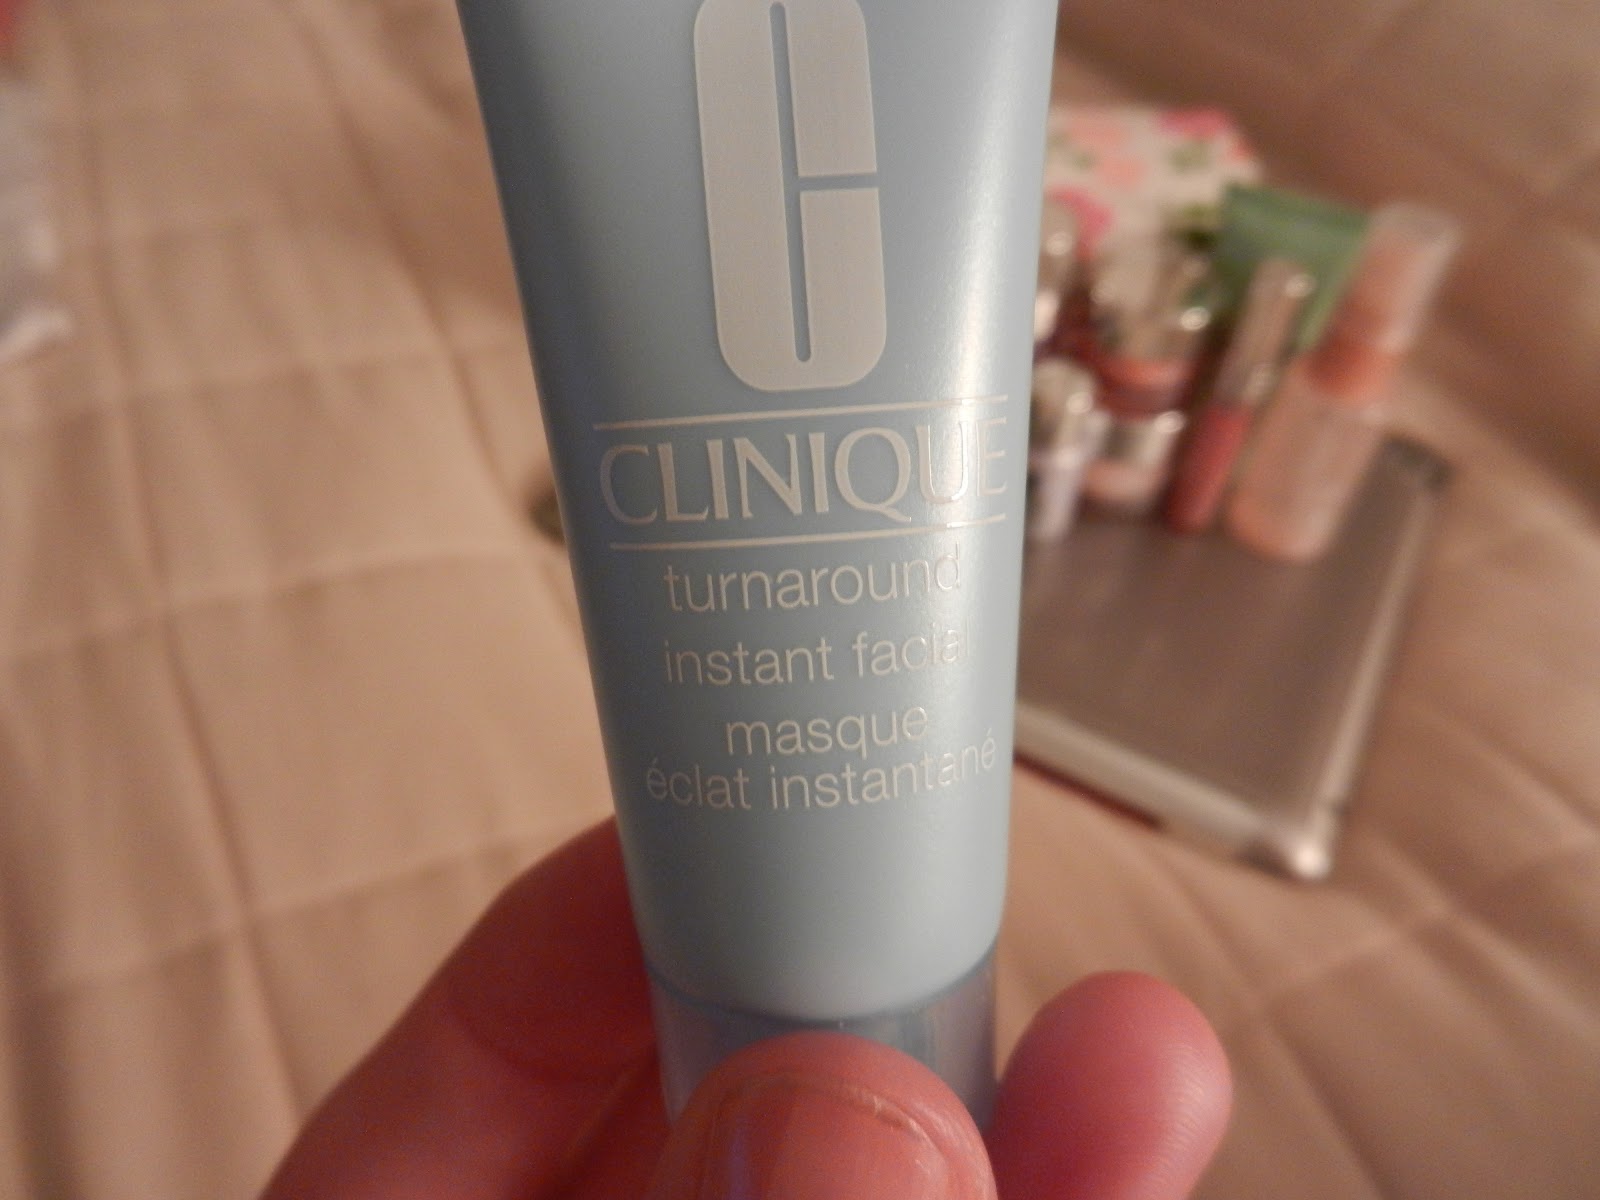 C
CLINIQUE
turnaround
instant facial
masque
éclat instantané